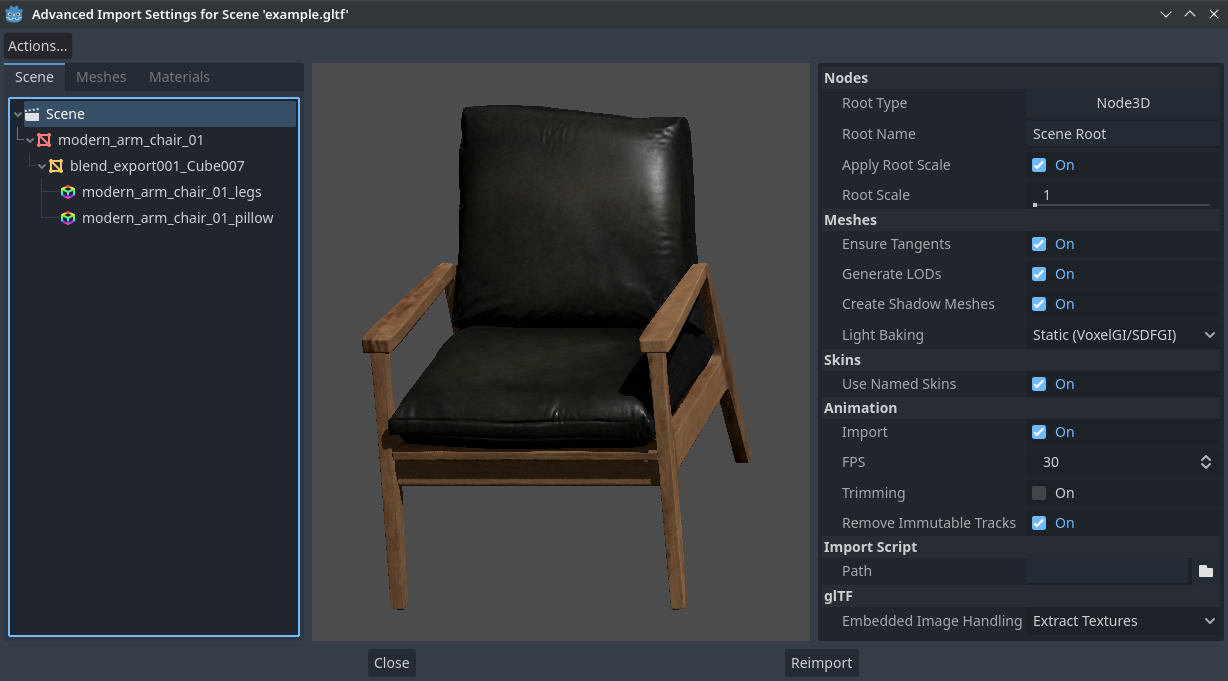 Advanced Import Settings for Scene 'example.gltf'
Actions...
Scene Meshes Materials
Scene
modern_arm_chair_01
blend_export001_Cube007
modern_arm_chair_01_legs
modern_arm_chair_01_pillow
Nodes
Root Type Node3D
Root Name Scene Root
Apply Root Scale On
Root Scale 1
Meshes
Ensure Tangents On
Generate LODs On
Create Shadow Meshes On
Light Baking Static (VoxelGI/SDFGI)
Skins
Use Named Skins On
Animation
Import On
FPS 30
Trimming On
Remove Immutable Tracks On
Import Script
Path
glTF
Embedded Image Handling Extract Textures
Close Reimport